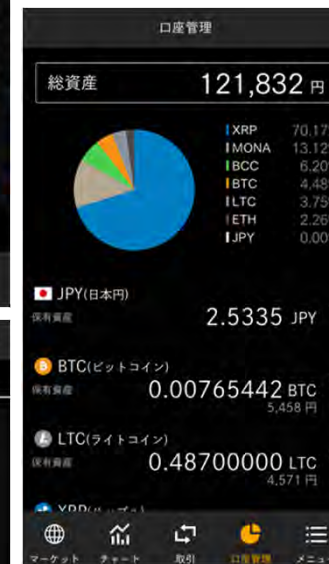 口座管理
総資産 121,832 円
XRP 70.17
MONA 13.12
BCC 6.20
BTC 4.48
LTC 3.75
ETH 2.26
JPY 0.00
JPY(日本円)
保有資産 2.5335 JPY
BTC(ビットコイン)
保有資産 0.00765442 BTC
5,458 円
LTC(ライトコイン)
保有資産 0.48700000 LTC
4,571 円
マーケット チャート 取引 口座管理 メニュー